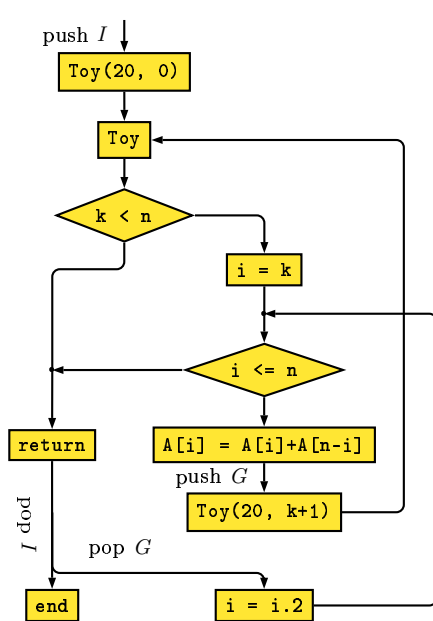 push I
Toy(20, 0)
Toy
k < n
i = k
i <= n
return
A[i] = A[i]+A[n-i]
push G
Toy(20, k+1)
pop I
pop G
end
i = i.2